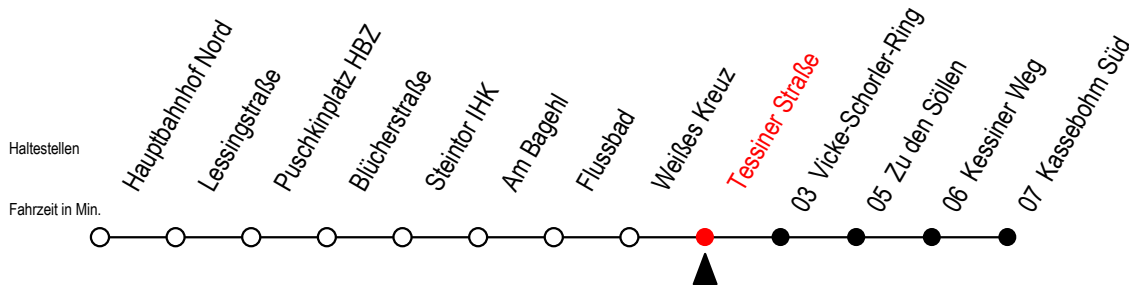 Haltestellen
Fahrzeit in Min.
Hauptbahnhof Nord
Lessingstraße
Puschkinplatz HBZ
Blücherstraße
Steintor IHK
Am Bagehl
Flussbad
Weißes Kreuz
Tessiner Straße
03 Vicke-Schorler-Ring
05 Zu den Söllen
06 Kessiner Weg
07 Kassebohm Süd